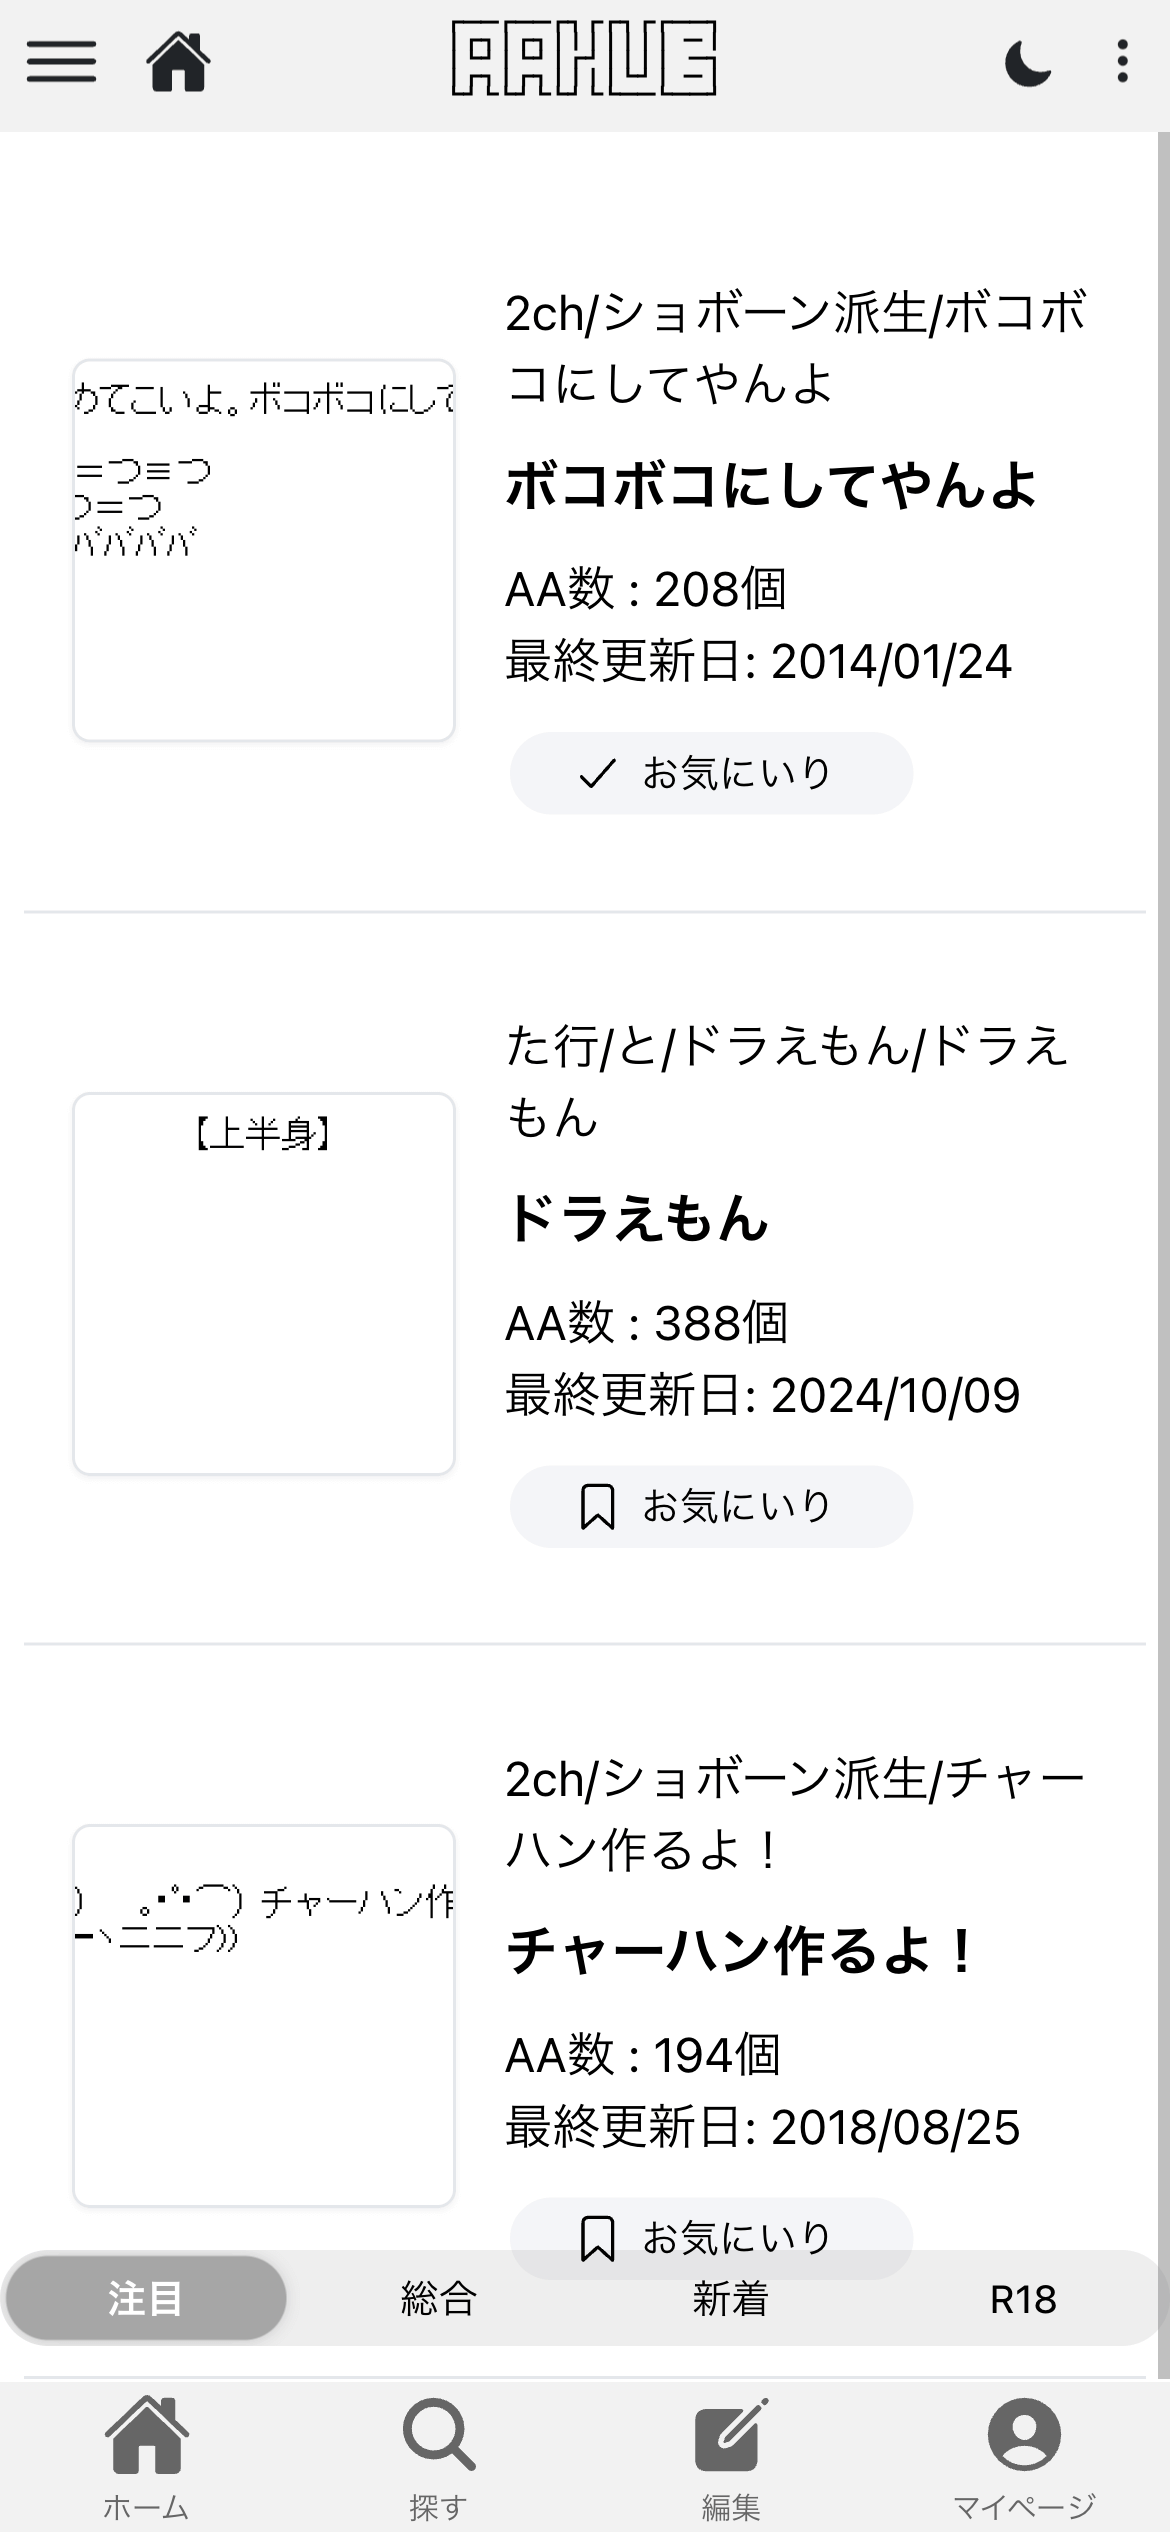 AAHUB
2ch/ショボーン派生/ボコボ
コにしてやんよ
めてこいよ。ボコボコにして
＝つ≡つ
つ＝つ
ババババ
ボコボコにしてやんよ
AA数 : 208個
最終更新日: 2014/01/24
お気にいり
た行/と/ドラえもん/ドラえ
もん
【上半身】
ドラえもん
AA数 : 388個
最終更新日: 2024/10/09
お気にいり
2ch/ショボーン派生/チャー
ハン作るよ！
)　　。･ﾟ･⌒) チャーハン作
ーヽニニフ))
チャーハン作るよ！
AA数 : 194個
最終更新日: 2018/08/25
お気にいり
注目
総合
新着
R18
ホーム
探す
編集
マイページ